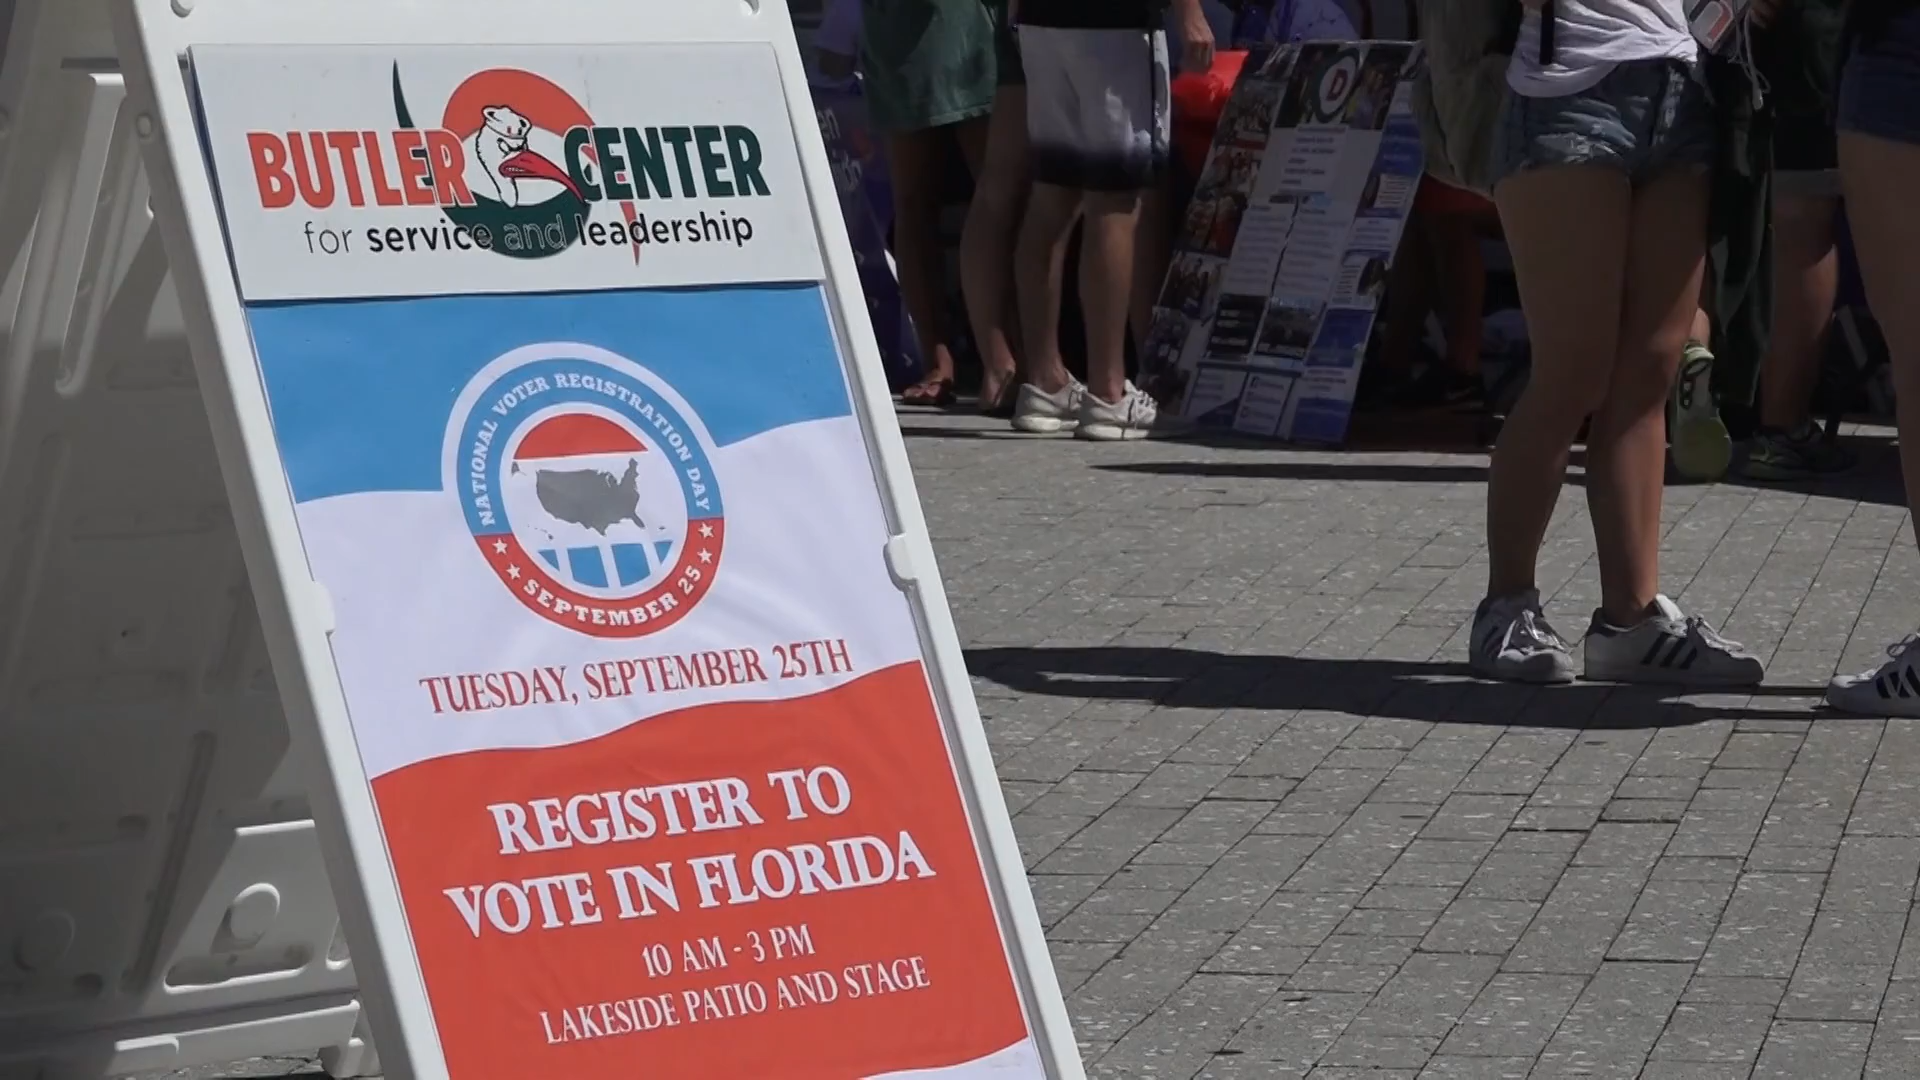 BUTLER CENTER
for service and leadership
NATIONAL VOTER REGISTRATION DAY
SEPTEMBER 25
TUESDAY, SEPTEMBER 25TH
REGISTER TO
VOTE IN FLORIDA
10 AM - 3 PM
LAKESIDE PATIO AND STAGE
D